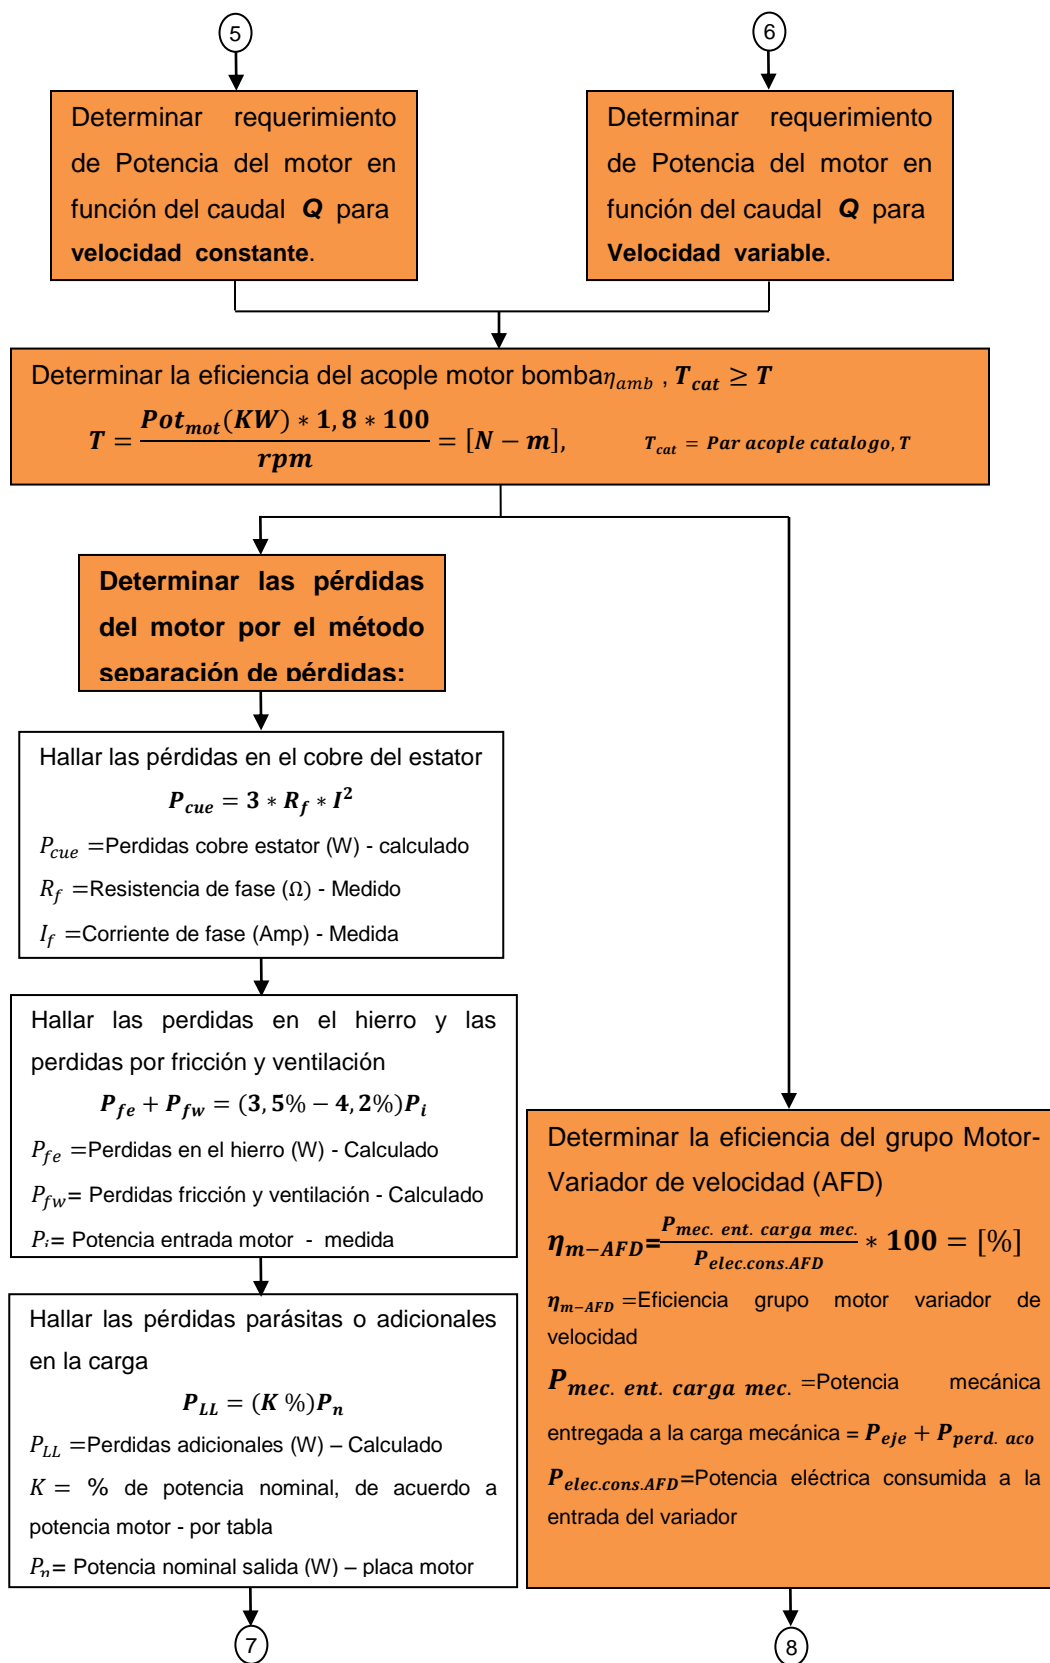 5
6
Determinar requerimiento
de Potencia del motor en
función del caudal Q para
velocidad constante.
Determinar requerimiento
de Potencia del motor en
función del caudal Q para
Velocidad variable.
Determinar la eficiencia del acople motor bombaη_amb , T_cat ≥ T
T = Pot_mot(KW) * 1,8 * 100 / rpm = [N − m], T_cat = Par acople catalogo, T
Determinar las pérdidas
del motor por el método
separación de pérdidas:
Hallar las pérdidas en el cobre del estator
P_cue = 3 * R_f * I²
P_cue =Perdidas cobre estator (W) - calculado
R_f =Resistencia de fase (Ω) - Medido
I_f =Corriente de fase (Amp) - Medida
Hallar las perdidas en el hierro y las
perdidas por fricción y ventilación
P_fe + P_fw = (3,5% − 4,2%)P_i
P_fe =Perdidas en el hierro (W) - Calculado
P_fw= Perdidas fricción y ventilación - Calculado
P_i= Potencia entrada motor - medida
Hallar las pérdidas parásitas o adicionales
en la carga
P_LL = (K %)P_n
P_LL =Perdidas adicionales (W) – Calculado
K = % de potencia nominal, de acuerdo a
potencia motor - por tabla
P_n= Potencia nominal salida (W) – placa motor
Determinar la eficiencia del grupo Motor-
Variador de velocidad (AFD)
η_m−AFD= P_mec. ent. carga mec. / P_elec.cons.AFD * 100 = [%]
η_m−AFD =Eficiencia grupo motor variador de
velocidad
P_mec. ent. carga mec. =Potencia mecánica
entregada a la carga mecánica = P_eje + P_perd. aco
P_elec.cons.AFD=Potencia eléctrica consumida a la
entrada del variador
7
8